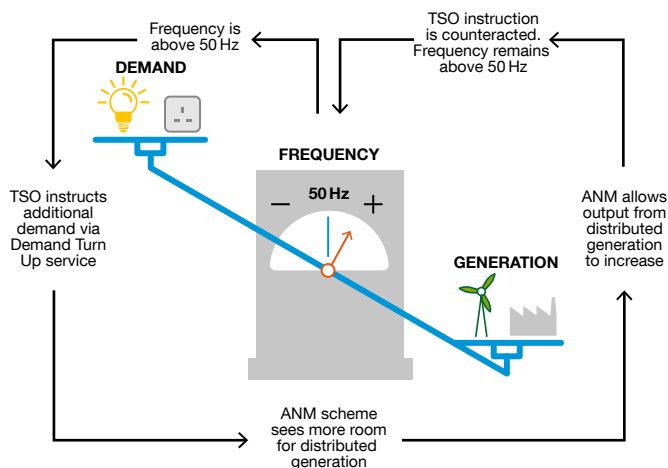 Frequency is
above 50 Hz
TSO instruction
is counteracted.
Frequency remains
above 50 Hz
DEMAND
FREQUENCY
50 Hz
− +
TSO instructs
additional
demand via
Demand Turn
Up service
ANM allows
output from
distributed
generation
to increase
GENERATION
ANM scheme
sees more room
for distributed
generation